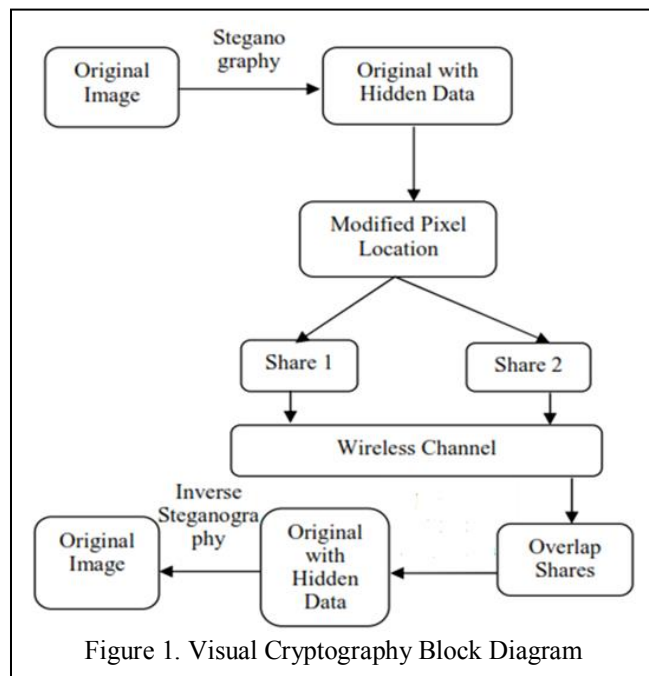 Stegano
graphy
Original
Image
Original with
Hidden Data
Modified Pixel
Location
Share 1
Share 2
Wireless Channel
Inverse
Steganogra
phy
Original
Image
Original
with
Hidden
Data
Overlap
Shares
Figure 1. Visual Cryptography Block Diagram